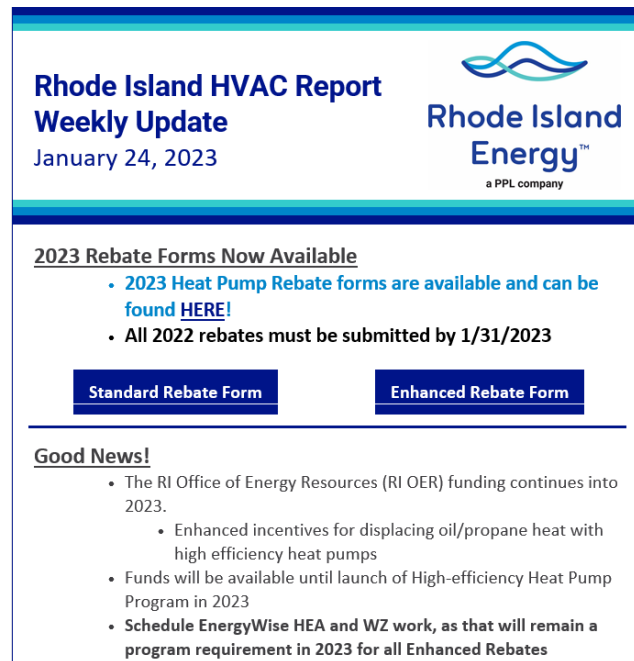 Rhode Island HVAC Report
Weekly Update
January 24, 2023
Rhode Island
Energy™
a PPL company
2023 Rebate Forms Now Available
• 2023 Heat Pump Rebate forms are available and can be
found HERE!
• All 2022 rebates must be submitted by 1/31/2023
Standard Rebate Form
Enhanced Rebate Form
Good News!
• The RI Office of Energy Resources (RI OER) funding continues into
2023.
• Enhanced incentives for displacing oil/propane heat with
high efficiency heat pumps
• Funds will be available until launch of High-efficiency Heat Pump
Program in 2023
• Schedule EnergyWise HEA and WZ work, as that will remain a
program requirement in 2023 for all Enhanced Rebates